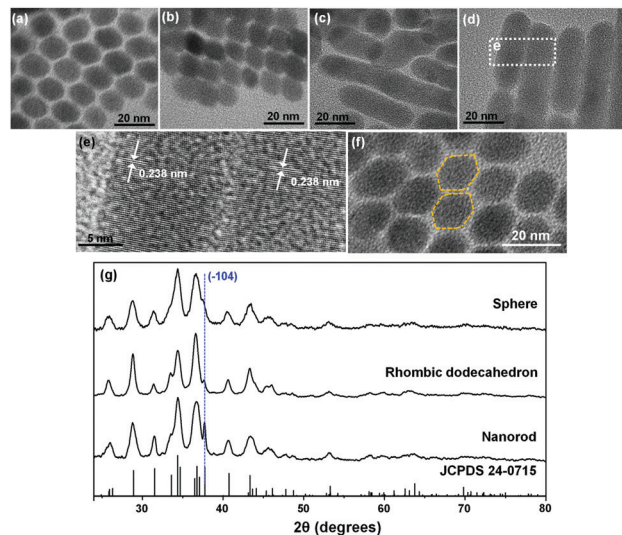 (a)
20 nm
(b)
20 nm
(c)
20 nm
(d)
e
20 nm
(e)
0.238 nm
0.238 nm
5 nm
(f)
20 nm
(g)
(-104)
Sphere
Rhombic dodecahedron
Nanorod
JCPDS 24-0715
30 40 50 60 70 80
2θ (degrees)